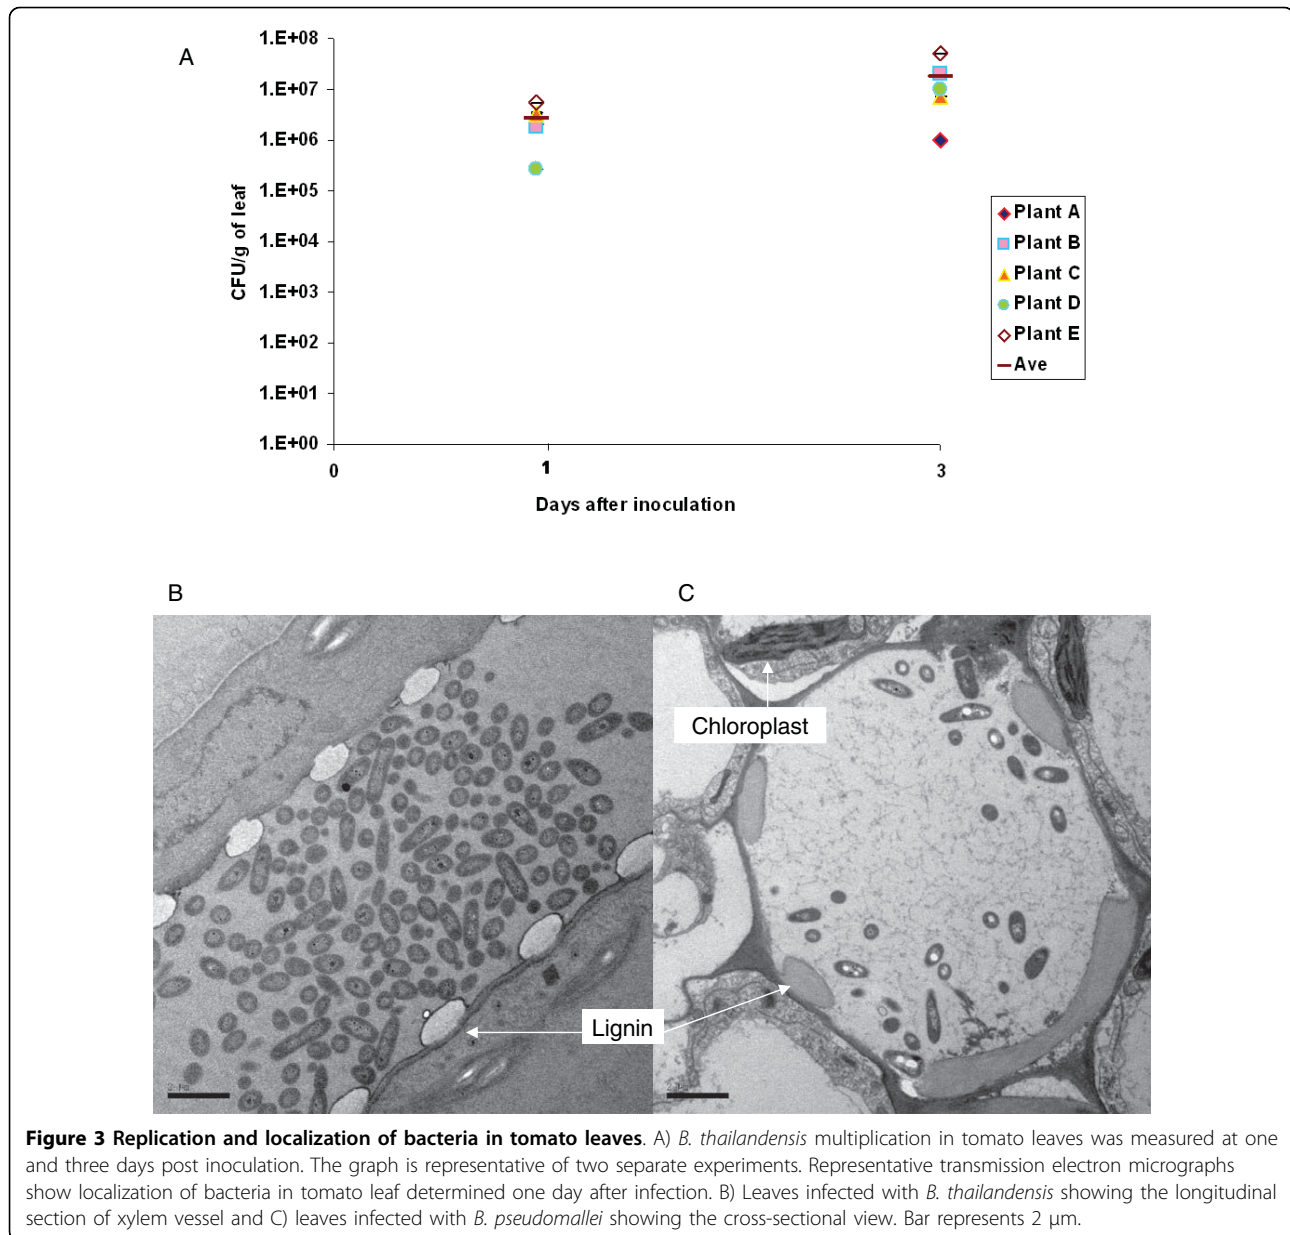 A
1.E+08
1.E+07
1.E+06
1.E+05
1.E+04
1.E+03
1.E+02
1.E+01
1.E+00
CFU/g of leaf
0
1
3
Days after inoculation
Plant A
Plant B
Plant C
Plant D
Plant E
Ave
B
C
Chloroplast
Lignin
Figure 3 Replication and localization of bacteria in tomato leaves. A) B. thailandensis multiplication in tomato leaves was measured at one
and three days post inoculation. The graph is representative of two separate experiments. Representative transmission electron micrographs
show localization of bacteria in tomato leaf determined one day after infection. B) Leaves infected with B. thailandensis showing the longitudinal
section of xylem vessel and C) leaves infected with B. pseudomallei showing the cross-sectional view. Bar represents 2 μm.